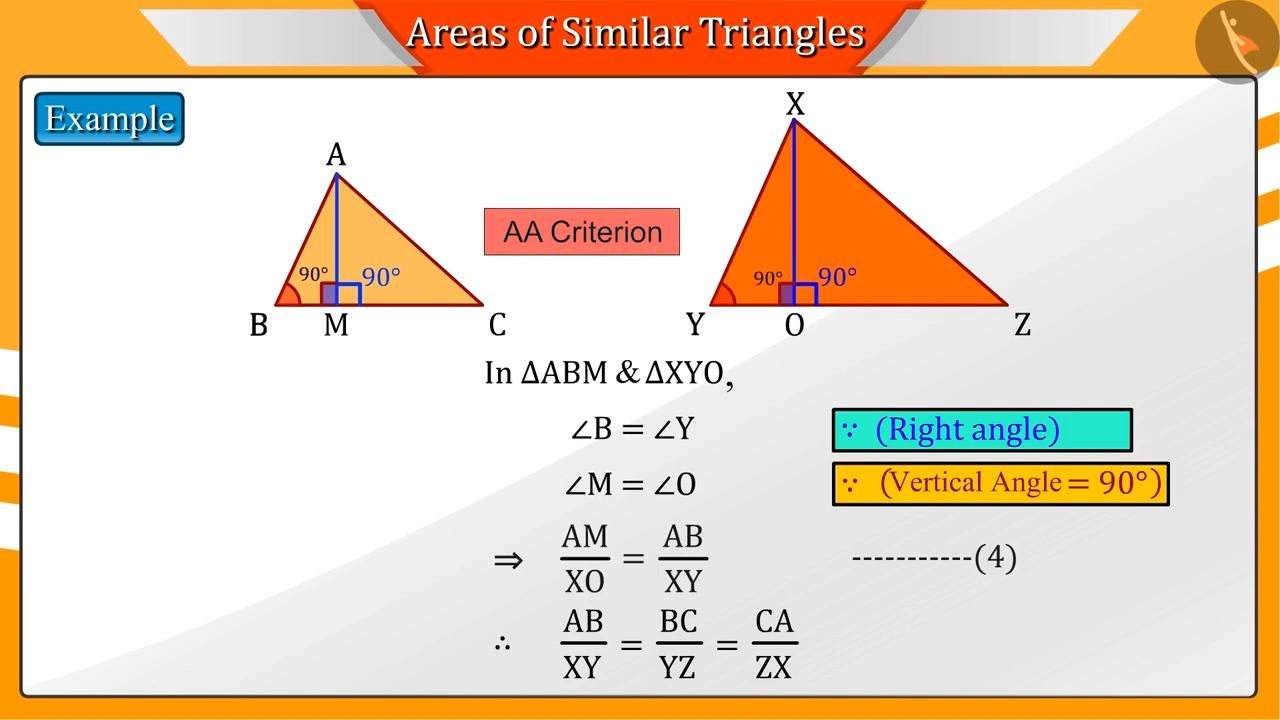 Areas of Similar Triangles
Example
A
X
AA Criterion
90° 90°
90° 90°
B M C
Y O Z
In ΔABM & ΔXYO,
∠B = ∠Y ∵ (Right angle)
∠M = ∠O ∵ (Vertical Angle = 90°)
⇒ AM/XO = AB/XY -----------(4)
∴ AB/XY = BC/YZ = CA/ZX